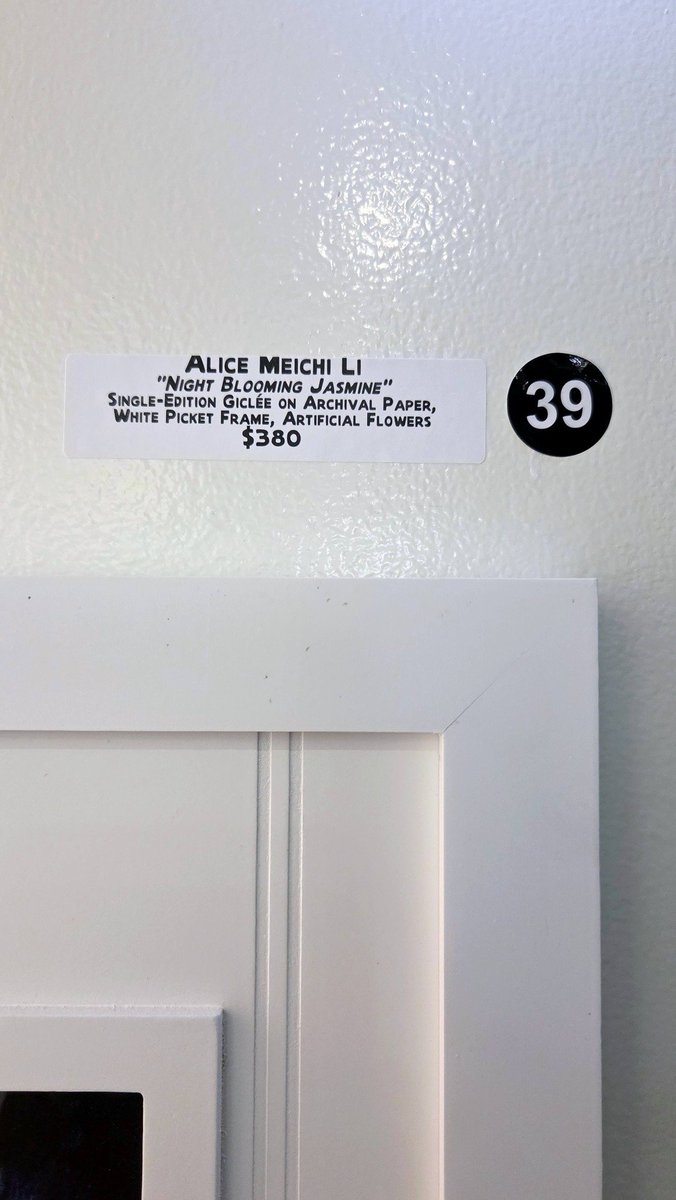 Alice Meichi Li
"Night Blooming Jasmine"
Single-Edition Giclée on Archival Paper,
White Picket Frame, Artificial Flowers
$380
39